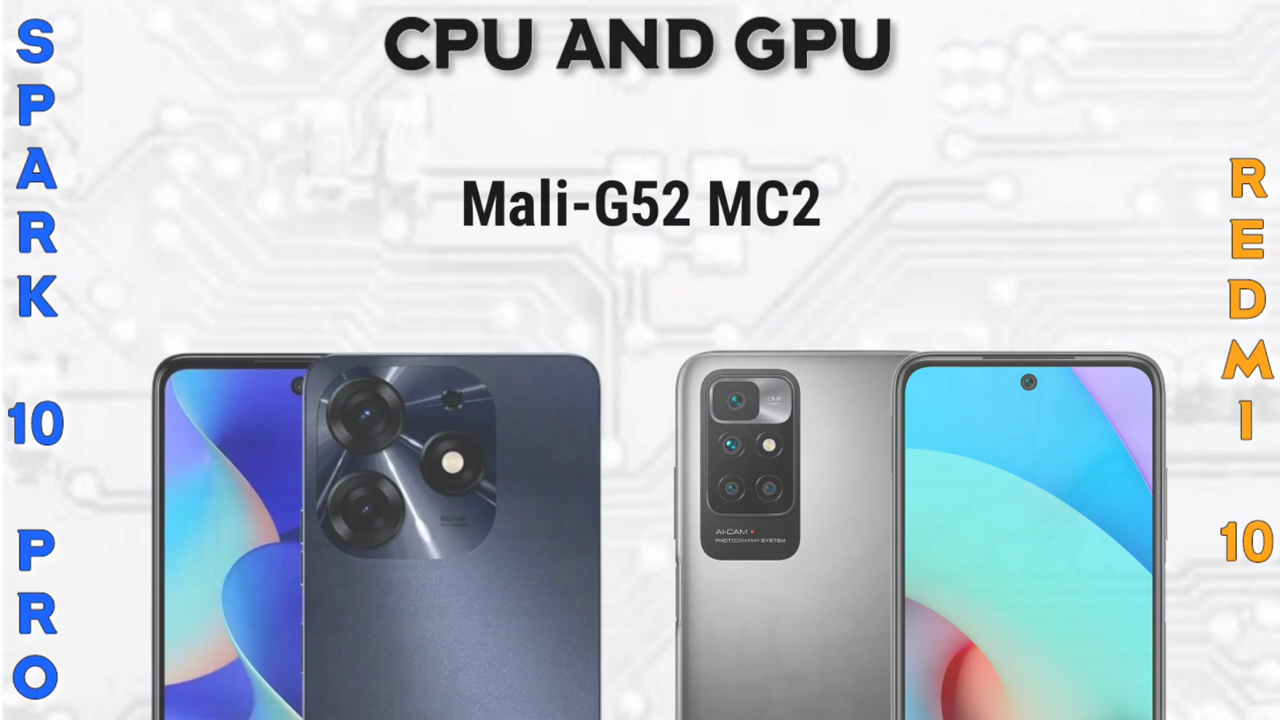 CPU AND GPU
Mali-G52 MC2
SPARK 10 PRO
REDMI 10
AI-CAM
PHOTOGRAPHY SYSTEM